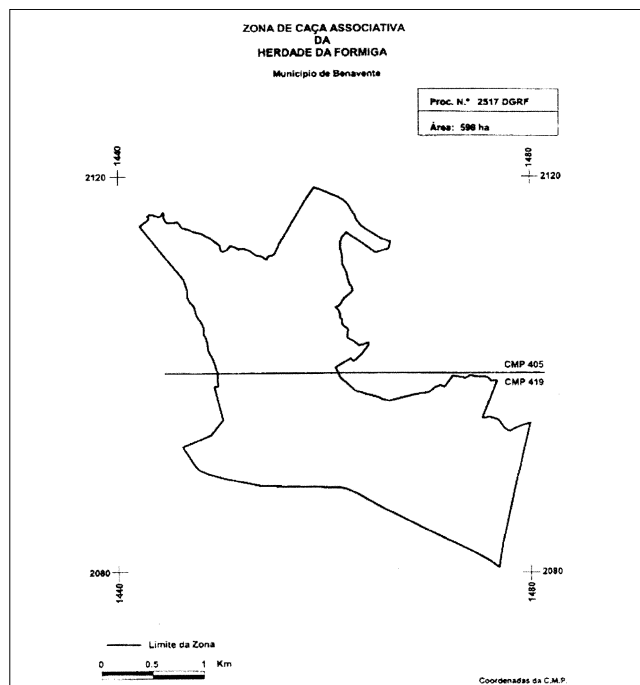 ZONA DE CAÇA ASSOCIATIVA
DA
HERDADE DA FORMIGA
Município de Benavente
Proc. N.º 2517 DGRF
Área: 596 ha
1440
1480
2120
2120
CMP 405
CMP 419
2080
2080
1440
1480
Limite da Zona
0 0.5 1 Km
Coordenadas da C.M.P.